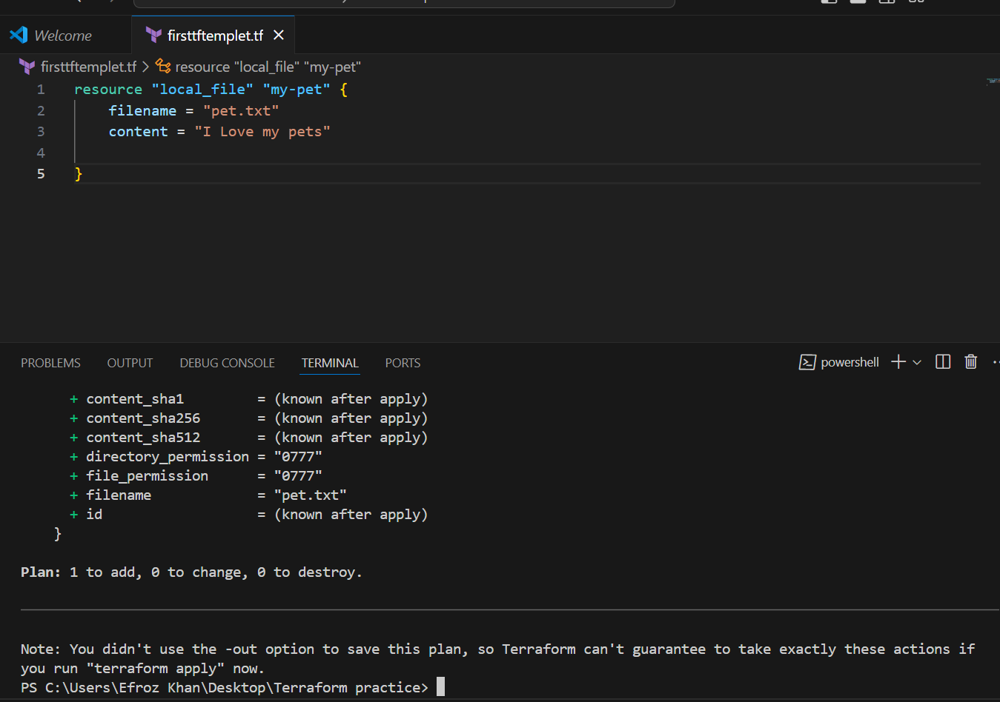 Welcome
firsttftemplet.tf
firsttftemplet.tf > resource "local_file" "my-pet"
1 resource "local_file" "my-pet" {
2 filename = "pet.txt"
3 content = "I Love my pets"
4
5 }
PROBLEMS OUTPUT DEBUG CONSOLE TERMINAL PORTS powershell
+ content_sha1 = (known after apply)
+ content_sha256 = (known after apply)
+ content_sha512 = (known after apply)
+ directory_permission = "0777"
+ file_permission = "0777"
+ filename = "pet.txt"
+ id = (known after apply)
}
Plan: 1 to add, 0 to change, 0 to destroy.
Note: You didn't use the -out option to save this plan, so Terraform can't guarantee to take exactly these actions if
you run "terraform apply" now.
PS C:\Users\Efroz Khan\Desktop\Terraform practice>